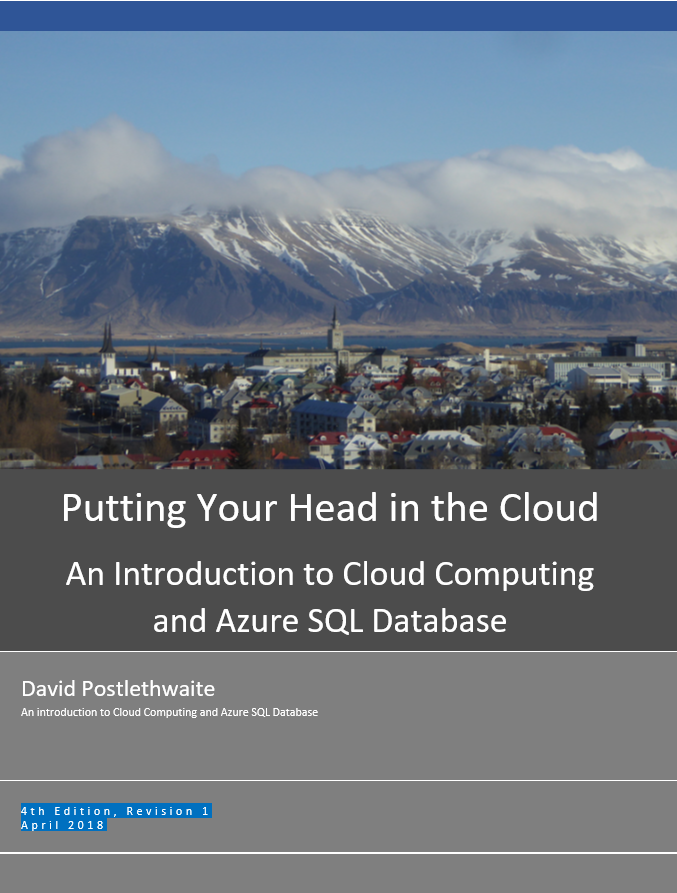 Putting Your Head in the Cloud
An Introduction to Cloud Computing
and Azure SQL Database
David Postlethwaite
An introduction to Cloud Computing and Azure SQL Database
4th Edition, Revision 1
April 2018